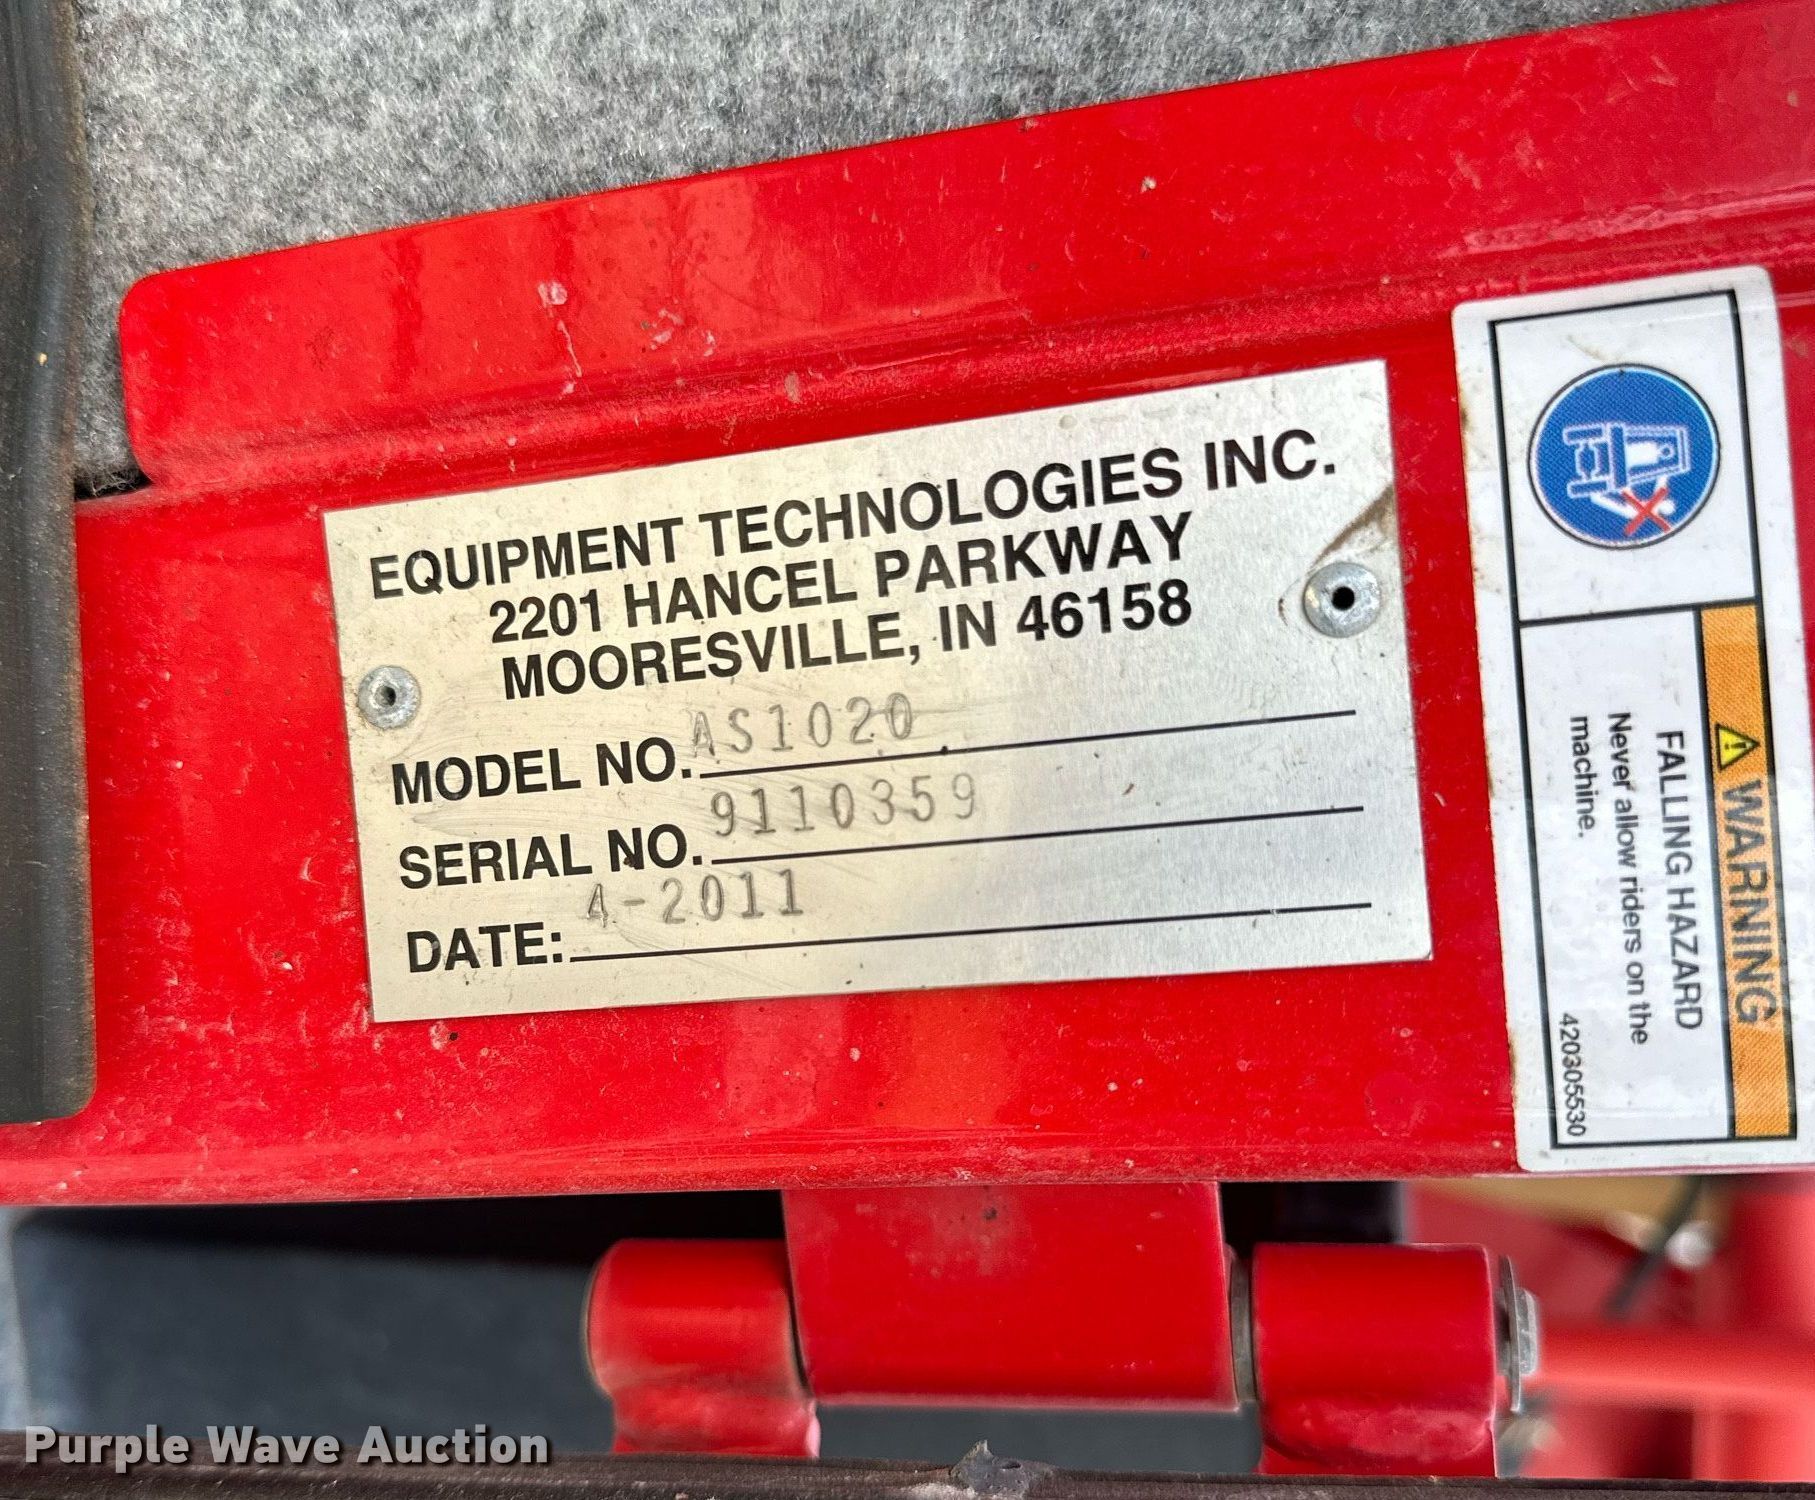 EQUIPMENT TECHNOLOGIES INC.
2201 HANCEL PARKWAY
MOORESVILLE, IN 46158
MODEL NO. AS1020
SERIAL NO. 9110359
DATE: 4-2011
WARNING
FALLING HAZARD
Never allow riders on the
machine.
420305530
Purple Wave Auction